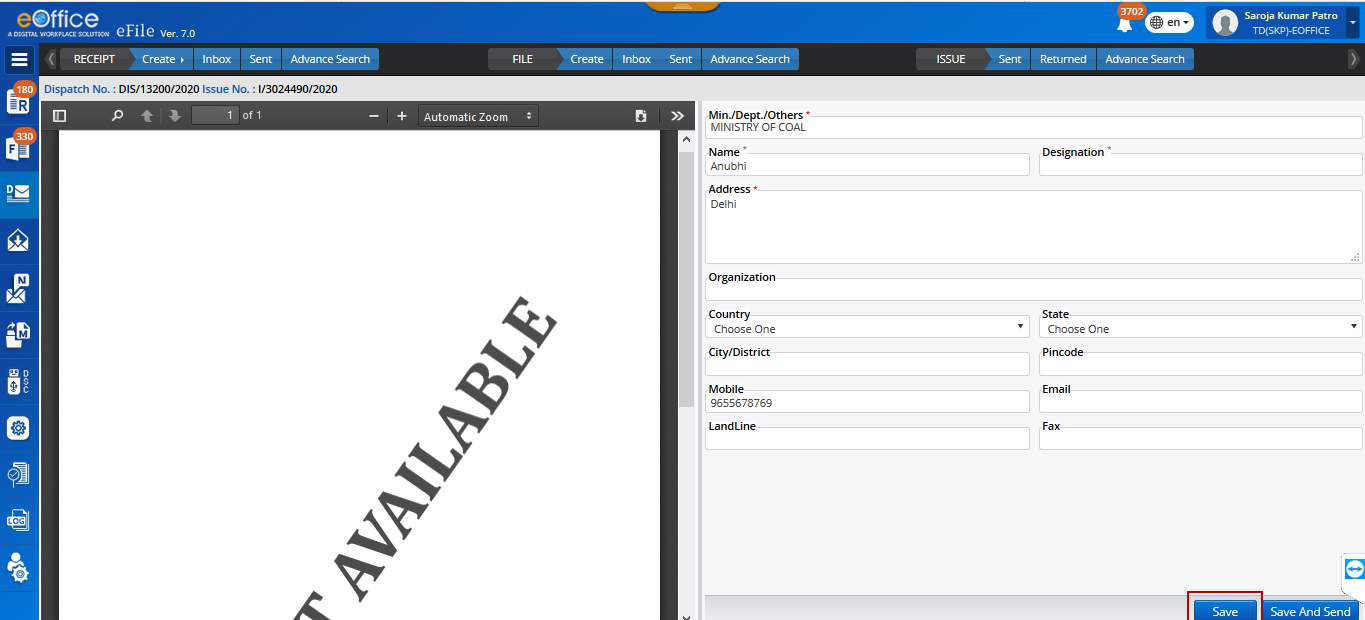 eOffice
A DIGITAL WORKPLACE SOLUTION
eFile Ver. 7.0
3702
en
Saroja Kumar Patro
TD(SKP)-EOFFICE
RECEIPT Create Inbox Sent Advance Search
FILE Create Inbox Sent Advance Search
ISSUE Sent Returned Advance Search
180
R
330
F
D
N
M
DSC
LOG
Dispatch No. : DIS/13200/2020 Issue No. : I/3024490/2020
1 of 1
Automatic Zoom
T AVAILABLE
Min./Dept./Others *
MINISTRY OF COAL
Name * Designation *
Anubhi
Address *
Delhi
Organization
Country State
Choose One Choose One
City/District Pincode
Mobile Email
9655678769
LandLine Fax
Save Save And Send